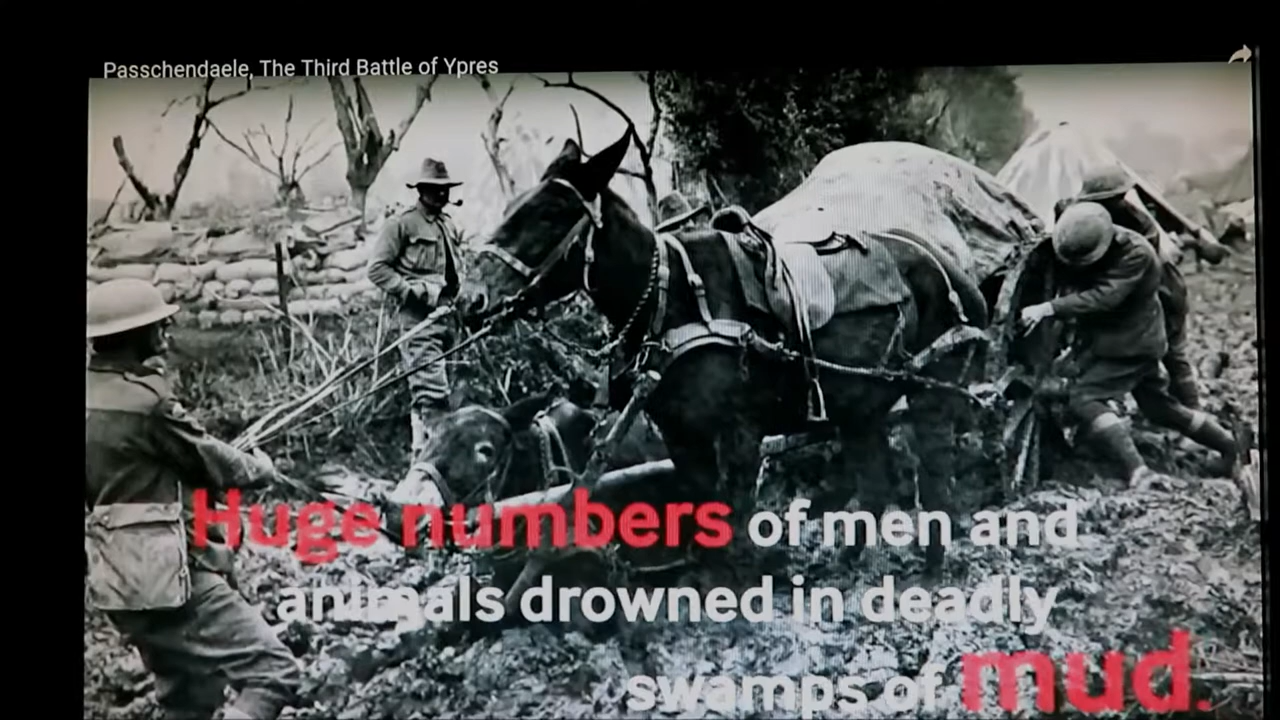 Passchendaele, The Third Battle of Ypres
Huge numbers of men and
animals drowned in deadly
swamps of mud.